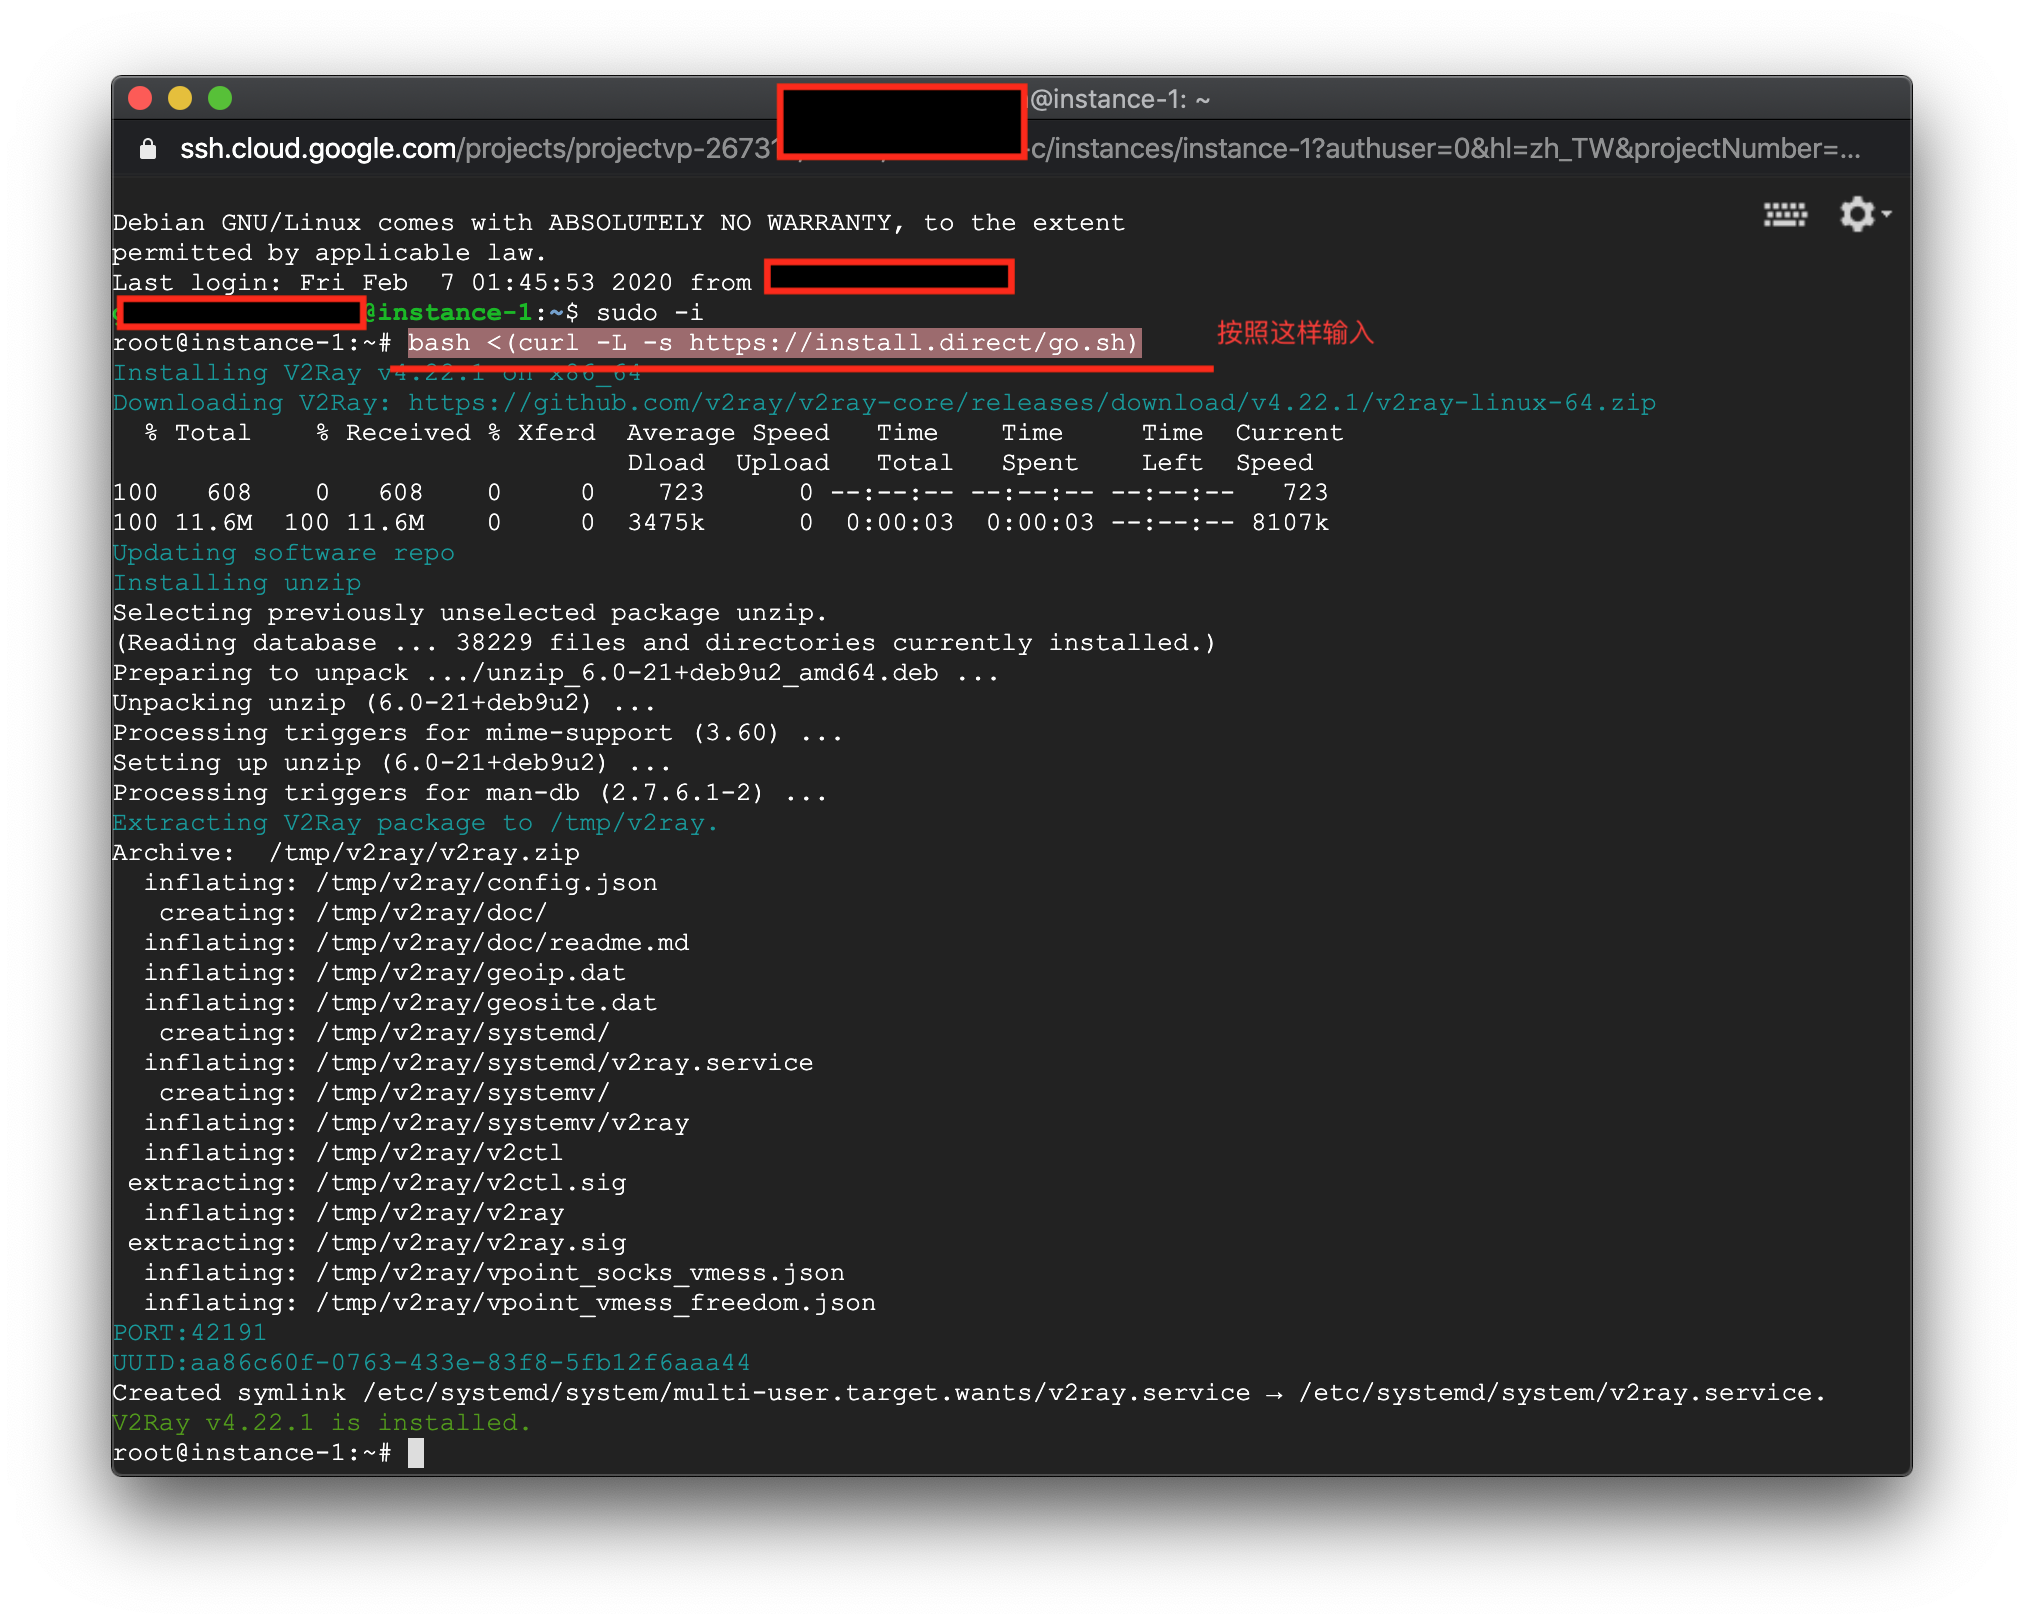 @instance-1: ~
ssh.cloud.google.com/projects/projectvp-26731 c/instances/instance-1?authuser=0&hl=zh_TW&projectNumber=...
Debian GNU/Linux comes with ABSOLUTELY NO WARRANTY, to the extent
permitted by applicable law.
Last login: Fri Feb  7 01:45:53 2020 from
@instance-1:~$ sudo -i
root@instance-1:~# bash <(curl -L -s https://install.direct/go.sh)
按照这样输入
Installing V2Ray v4.22.1 on x86_64
Downloading V2Ray: https://github.com/v2ray/v2ray-core/releases/download/v4.22.1/v2ray-linux-64.zip
  % Total    % Received % Xferd  Average Speed   Time    Time     Time  Current
                                 Dload  Upload   Total   Spent    Left  Speed
100   608    0   608    0     0    723      0 --:--:-- --:--:-- --:--:--   723
100 11.6M  100 11.6M    0     0  3475k      0  0:00:03  0:00:03 --:--:-- 8107k
Updating software repo
Installing unzip
Selecting previously unselected package unzip.
(Reading database ... 38229 files and directories currently installed.)
Preparing to unpack .../unzip_6.0-21+deb9u2_amd64.deb ...
Unpacking unzip (6.0-21+deb9u2) ...
Processing triggers for mime-support (3.60) ...
Setting up unzip (6.0-21+deb9u2) ...
Processing triggers for man-db (2.7.6.1-2) ...
Extracting V2Ray package to /tmp/v2ray.
Archive:  /tmp/v2ray/v2ray.zip
  inflating: /tmp/v2ray/config.json
   creating: /tmp/v2ray/doc/
  inflating: /tmp/v2ray/doc/readme.md
  inflating: /tmp/v2ray/geoip.dat
  inflating: /tmp/v2ray/geosite.dat
   creating: /tmp/v2ray/systemd/
  inflating: /tmp/v2ray/systemd/v2ray.service
   creating: /tmp/v2ray/systemv/
  inflating: /tmp/v2ray/systemv/v2ray
  inflating: /tmp/v2ray/v2ctl
 extracting: /tmp/v2ray/v2ctl.sig
  inflating: /tmp/v2ray/v2ray
 extracting: /tmp/v2ray/v2ray.sig
  inflating: /tmp/v2ray/vpoint_socks_vmess.json
  inflating: /tmp/v2ray/vpoint_vmess_freedom.json
PORT:42191
UUID:aa86c60f-0763-433e-83f8-5fb12f6aaa44
Created symlink /etc/systemd/system/multi-user.target.wants/v2ray.service → /etc/systemd/system/v2ray.service.
V2Ray v4.22.1 is installed.
root@instance-1:~#